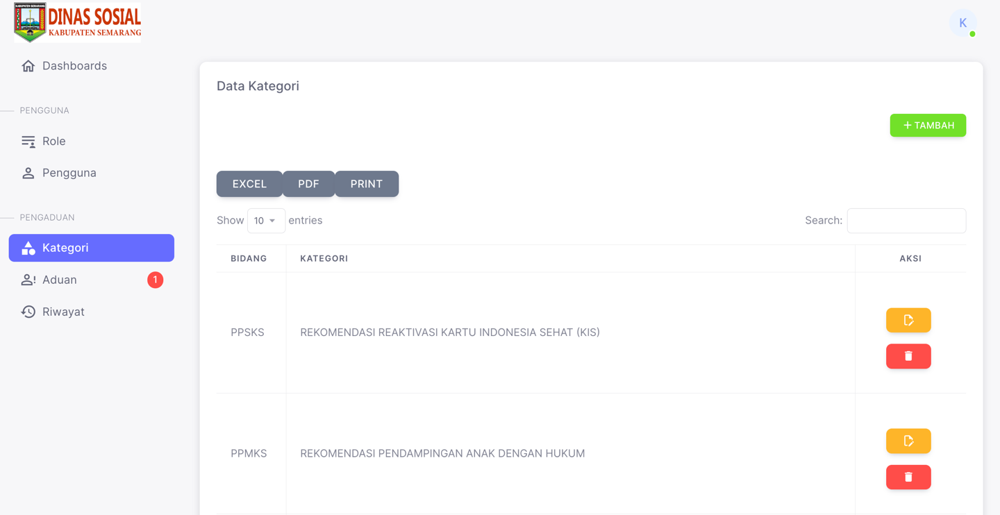 KABUPATEN SEMARANG
DINAS SOSIAL
KABUPATEN SEMARANG
K
Dashboards
PENGGUNA
Role
Pengguna
PENGADUAN
Kategori
Aduan 1
Riwayat
Data Kategori
+ TAMBAH
EXCEL PDF PRINT
Show 10 entries Search:
BIDANG KATEGORI AKSI
PPSKS REKOMENDASI REAKTIVASI KARTU INDONESIA SEHAT (KIS)
PPMKS REKOMENDASI PENDAMPINGAN ANAK DENGAN HUKUM